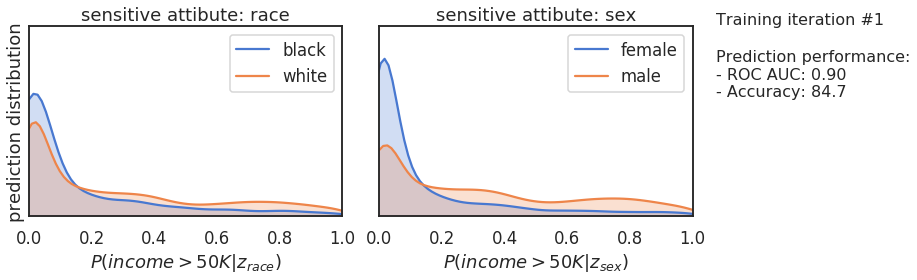 sensitive attibute: race
prediction distribution
black
white
0.0 0.2 0.4 0.6 0.8 1.0
P(income > 50K|z_race)
sensitive attibute: sex
female
male
0.0 0.2 0.4 0.6 0.8 1.0
P(income > 50K|z_sex)
Training iteration #1
Prediction performance:
- ROC AUC: 0.90
- Accuracy: 84.7